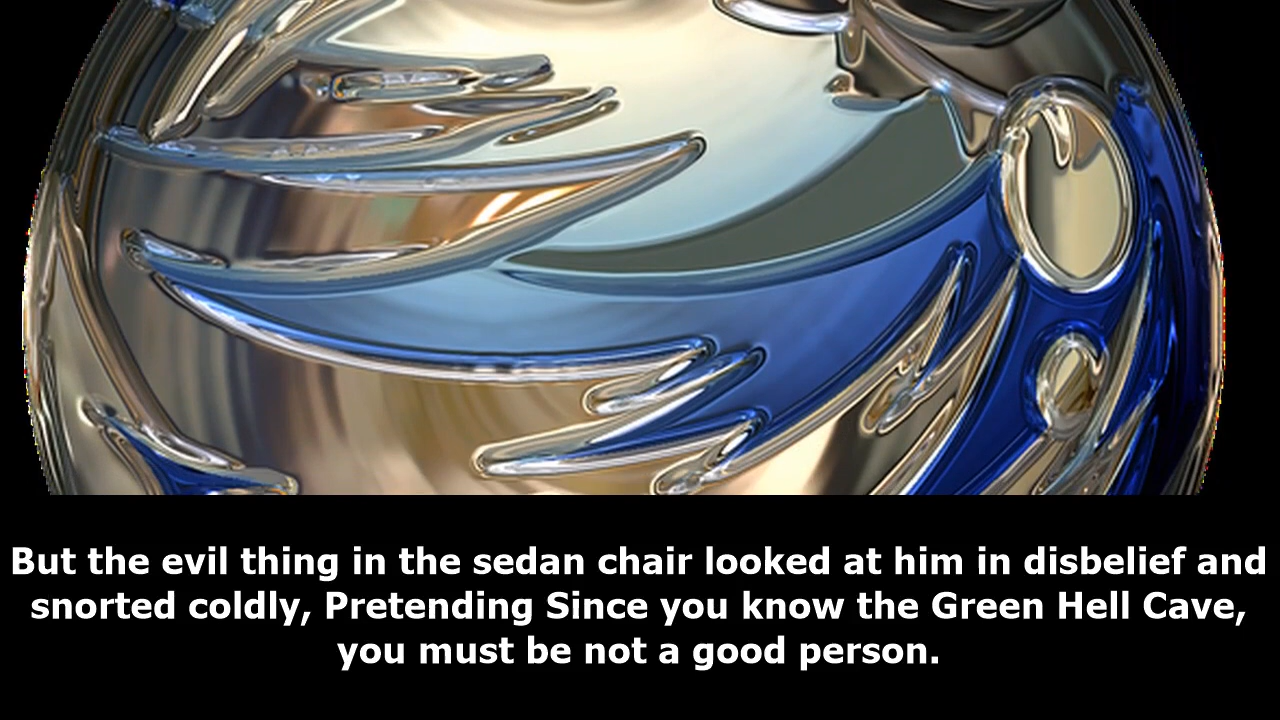 But the evil thing in the sedan chair looked at him in disbelief and
snorted coldly, Pretending Since you know the Green Hell Cave,
you must be not a good person.